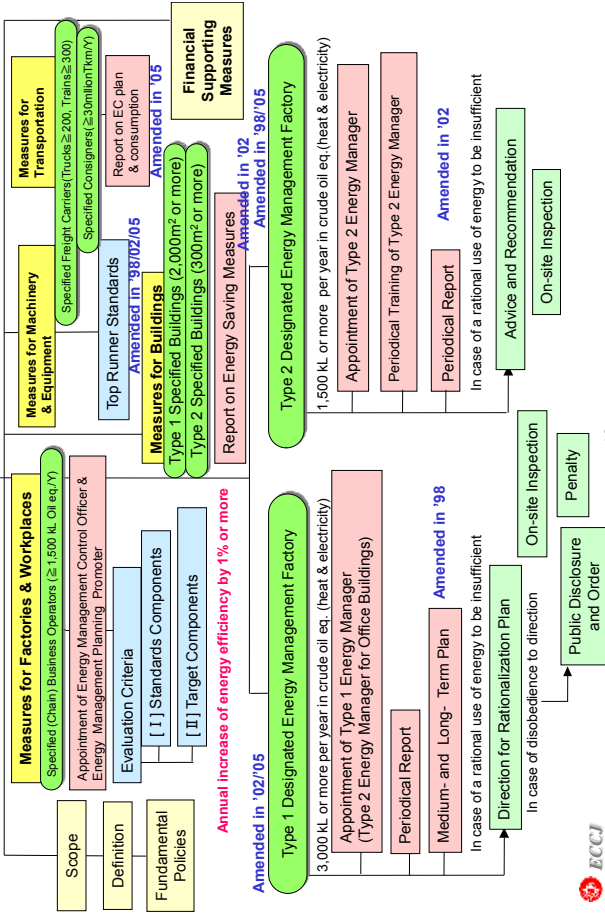 Scope
Definition
Fundamental
Policies
Measures for Factories & Workplaces
Specified (Chain) Business Operators (≧1,500 kL Oil eq./Y)
Appointment of Energy Management Control Officer &
Energy Management Planning Promoter
Evaluation Criteria
[Ⅰ] Standards Components
[Ⅱ] Target Components
Annual increase of energy efficiency by 1% or more
Measures for Machinery
& Equipment
Top Runner Standards
Amended in '98/02/05
Measures for
Transportation
Specified Freight Carriers(Trucks≧200, Trains≧300)
Specified Consigners(≧30milionTkm/Y)
Report on EC plan
& consumption
Amended in '05
Measures for Buildings
Type 1 Specified Buildings (2,000m² or more)
Type 2 Specified Buildings (300m² or more)
Report on Energy Saving Measures
Amended in '02
Amended in '98/'05
Financial
Supporting
Measures
Amended in '02/'05
Type 1 Designated Energy Management Factory
3,000 kL or more per year in crude oil eq. (heat & electricity)
Appointment of Type 1 Energy Manager
(Type 2 Energy Manager for Office Buildings)
Periodical Report
Medium- and Long- Term Plan
Amended in '98
In case of a rational use of energy to be insufficient
Direction for Rationalization Plan
On-site Inspection
In case of disobedience to direction
Public Disclosure
and Order
Penalty
Type 2 Designated Energy Management Factory
1,500 kL or more per year in crude oil eq.(heat & electricity)
Appointment of Type 2 Energy Manager
Periodical Training of Type 2 Energy Manager
Periodical Report
Amended in '02
In case of a rational use of energy to be insufficient
Advice and Recommendation
On-site Inspection
ECCJ